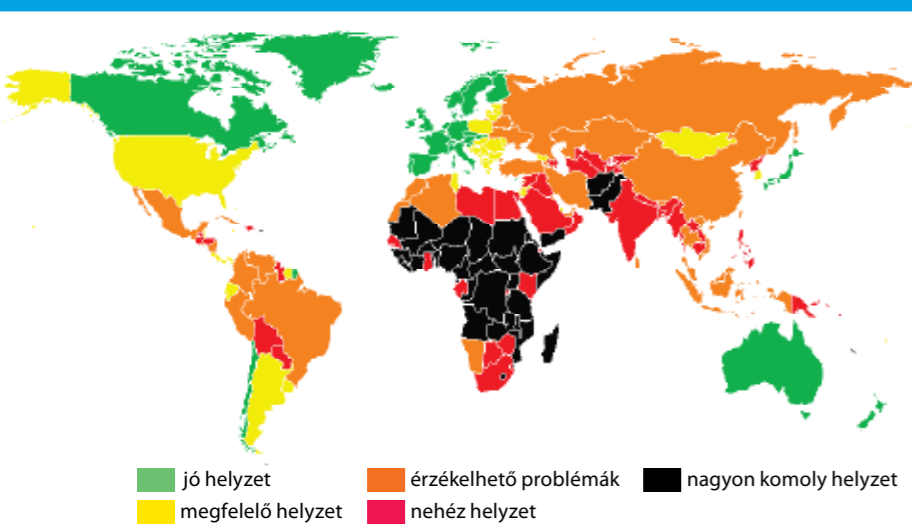 jó helyzet
érzékelhető problémák
nagyon komoly helyzet
megfelelő helyzet
nehéz helyzet